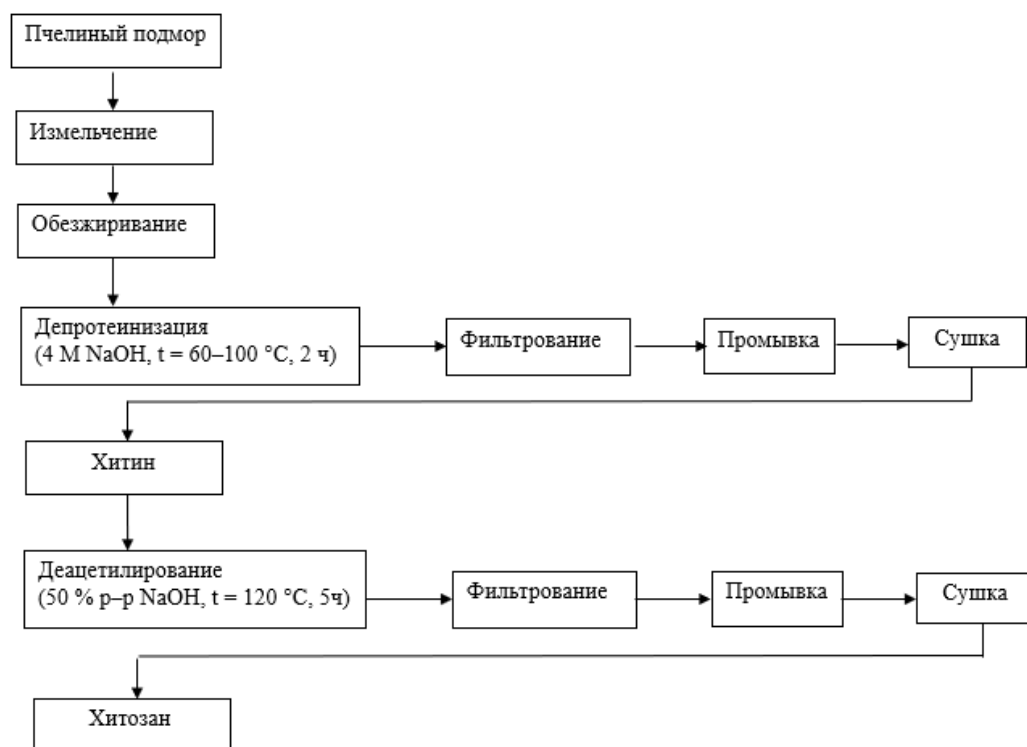 Пчелиный подмор
Измельчение
Обезжиривание
Депротеинизация
(4 М NaOH, t = 60–100 °C, 2 ч)
Фильтрование
Промывка
Сушка
Хитин
Деацетилирование
(50 % р–р NaOH, t = 120 °C, 5ч)
Фильтрование
Промывка
Сушка
Хитозан